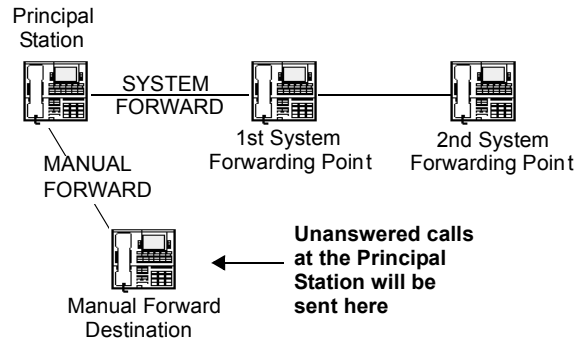 Principal
Station
SYSTEM
FORWARD
1st System
Forwarding Point
2nd System
Forwarding Point
MANUAL
FORWARD
Unanswered calls
at the Principal
Station will be
sent here
Manual Forward
Destination